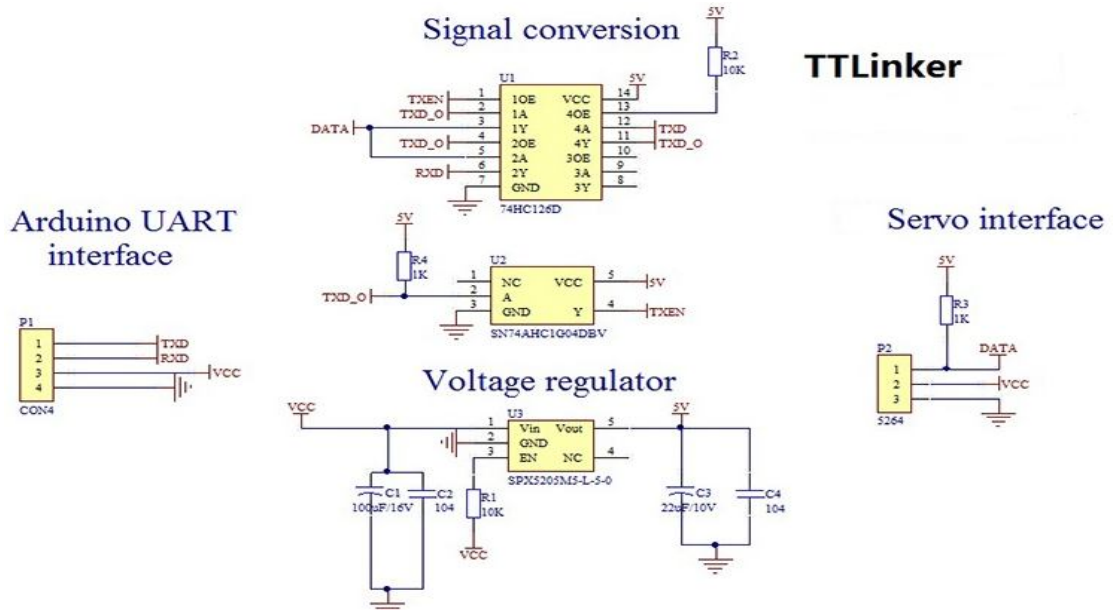 Signal conversion
TTLinker
5V
R2
10K
U1
5V
TXEN 1 1OE VCC 14
TXD_O 2 1A 4OE 13
DATA 3 1Y 4A 12 TXD
TXD_O 4 2OE 4Y 11 TXD_O
5 2A 3OE 10
RXD 6 2Y 3A 9
7 GND 3Y 8
74HC126D
Arduino UART
interface
Servo interface
5V
R4
1K
U2
1 NC VCC 5 5V
TXD_O 2 A
3 GND Y 4 TXEN
SN74AHC1G04DBV
P1
1 TXD
2 RXD
3 VCC
4
CON4
5V
R3
1K
P2
DATA
1
2 VCC
3
5264
Voltage regulator
VCC
U3
5V
1 Vin Vout 5
2 GND
3 EN NC 4
SPX5205M5-L-5-0
C1
100uF/16V
C2
104
R1
10K
VCC
C3
22uF/10V
C4
104